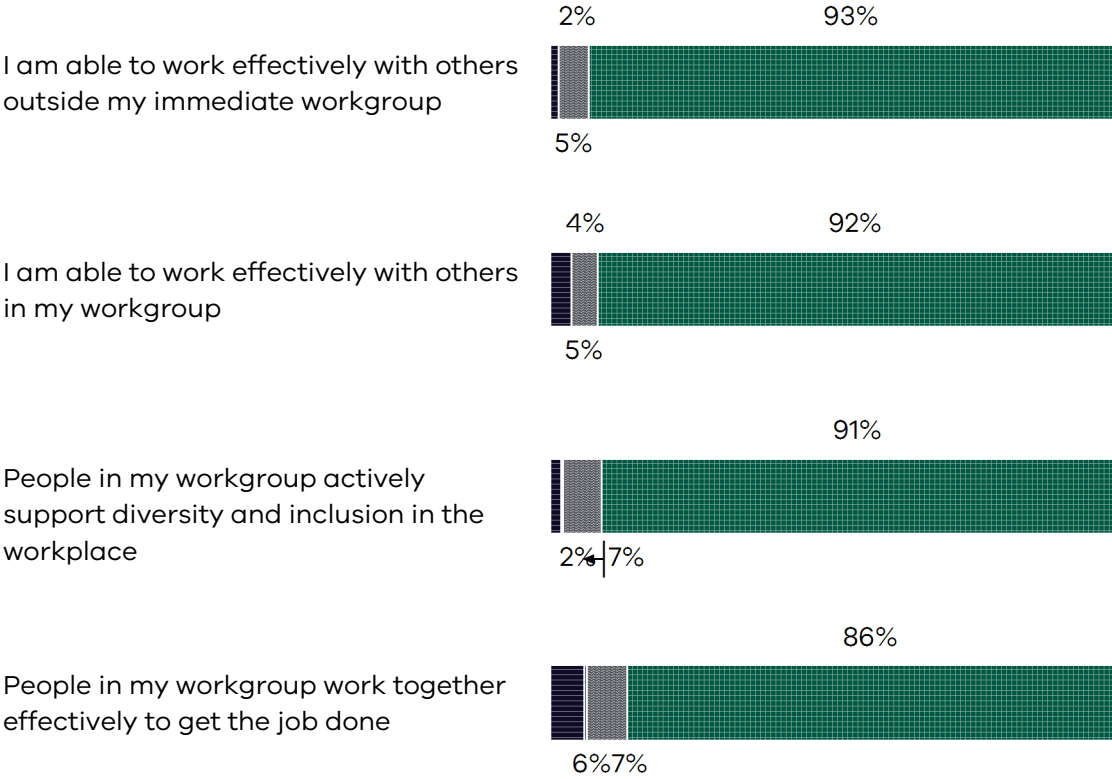 2% 93%
I am able to work effectively with others
outside my immediate workgroup
5%
4% 92%
I am able to work effectively with others
in my workgroup
5%
91%
People in my workgroup actively
support diversity and inclusion in the
workplace
2% 7%
86%
People in my workgroup work together
effectively to get the job done
6% 7%